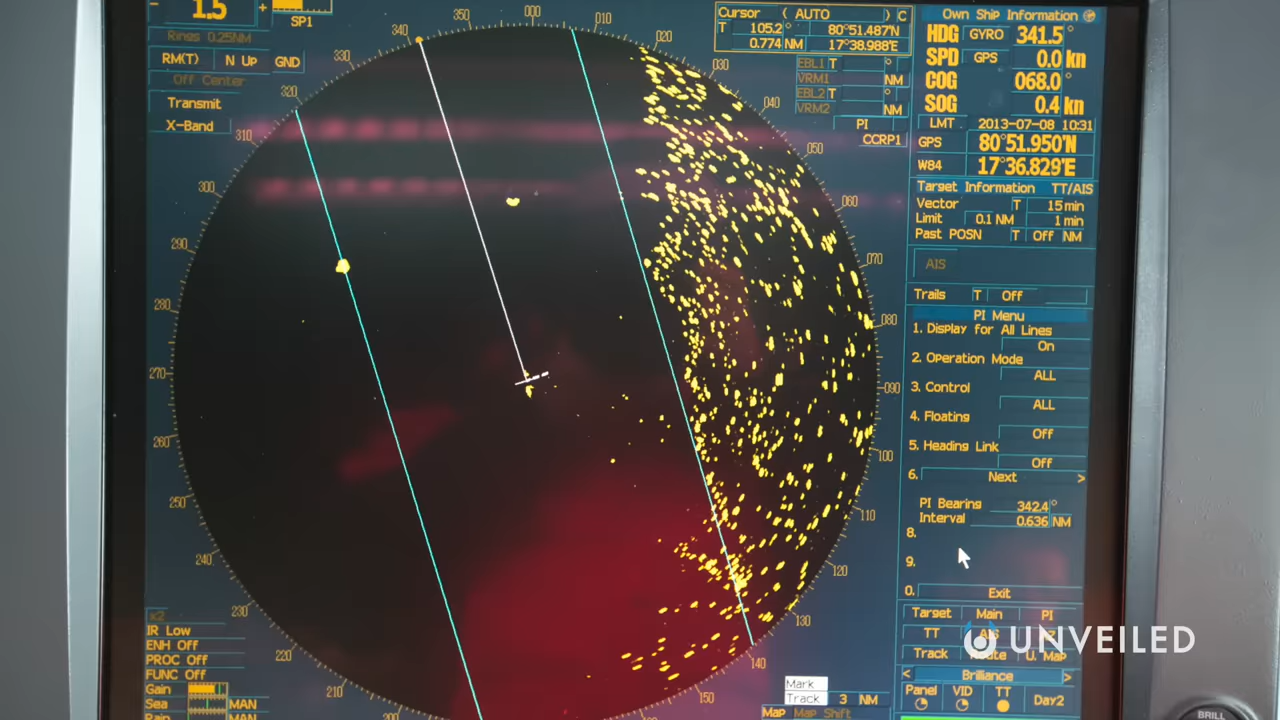 - 1.5 +
SP1
Rings 0.25NM
RM(T) N Up GND
Off Center
Transmit
X-Band
Cursor ( AUTO ) C
T 105.2° 80°51.487'N
0.774 NM 17°38.988'E
EBL1 T °
VRM1 NM
EBL2 T °
VRM2 NM
PI
CCRP1
350 000 010
340 020
330 030
320 040
310 050
300 060
290 070
280 080
270 090
260 100
250 110
240 120
230 130
220 140
210 150
Own Ship Information
HDG GYRO 341.5 °
SPD GPS 0.0 kn
COG 068.0 °
SOG 0.4 kn
LMT 2013-07-08 10:31
GPS 80°51.950'N
W84 17°36.829'E
Target Information TT/AIS
Vector T 15 min
Limit 0.1 NM 1 min
Past POSN T Off NM
AIS
Trails T Off
PI Menu
1. Display for All Lines
On
2. Operation Mode
ALL
3. Control
ALL
4. Floating
Off
5. Heading Link
Off
6. Next >
PI Bearing 342.4 °
Interval 0.636 NM
8.
9.
0. Exit
Target Main PI
TT AIS
Track Route U. Map
< Brilliance >
Panel VID TT Day2
x2
IR Low
ENH Off
PROC Off
FUNC Off
Gain
Sea MAN
Rain MAN
Mark
Track 3 NM
Map Map Shift
BRILL
UNVEILED